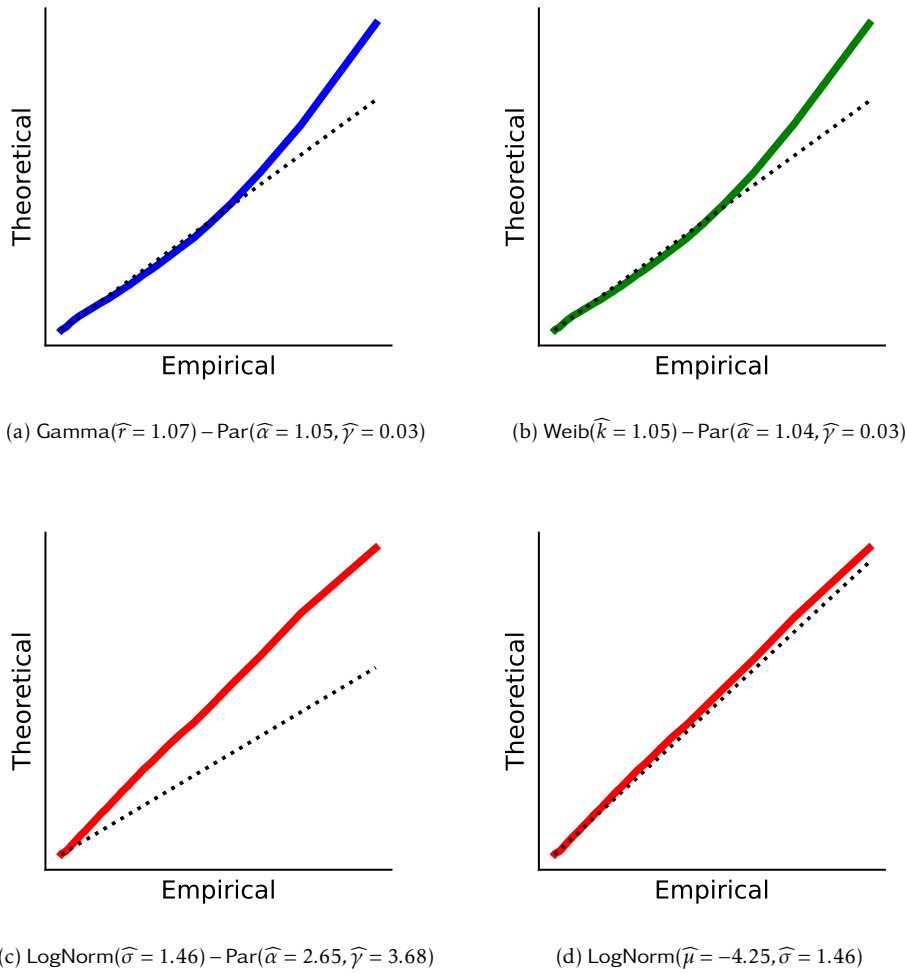 Theoretical
Empirical
(a) Gamma(r̂ = 1.07) – Par(α̂ = 1.05, γ̂ = 0.03)
Theoretical
Empirical
(b) Weib(k̂ = 1.05) – Par(α̂ = 1.04, γ̂ = 0.03)
Theoretical
Empirical
(c) LogNorm(σ̂ = 1.46) – Par(α̂ = 2.65, γ̂ = 3.68)
Theoretical
Empirical
(d) LogNorm(μ̂ = −4.25, σ̂ = 1.46)